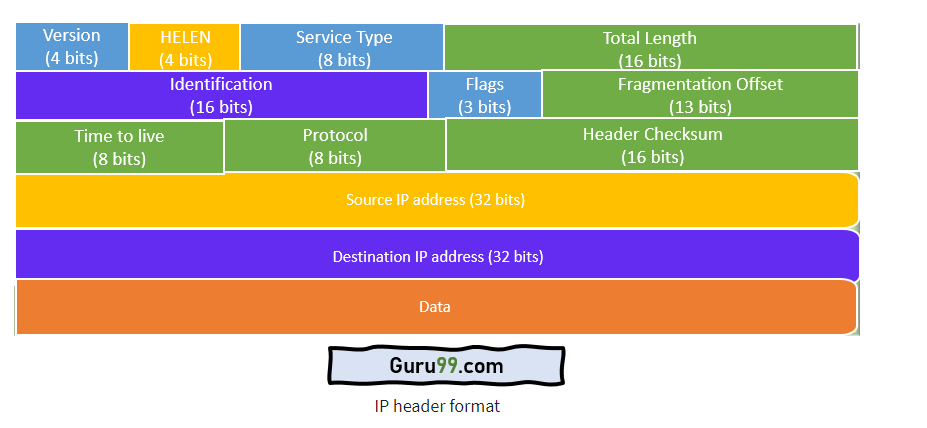 Version
(4 bits)
HELEN
(4 bits)
Service Type
(8 bits)
Total Length
(16 bits)
Identification
(16 bits)
Flags
(3 bits)
Fragmentation Offset
(13 bits)
Time to live
(8 bits)
Protocol
(8 bits)
Header Checksum
(16 bits)
Source IP address (32 bits)
Destination IP address (32 bits)
Data
Guru99.com
IP header format